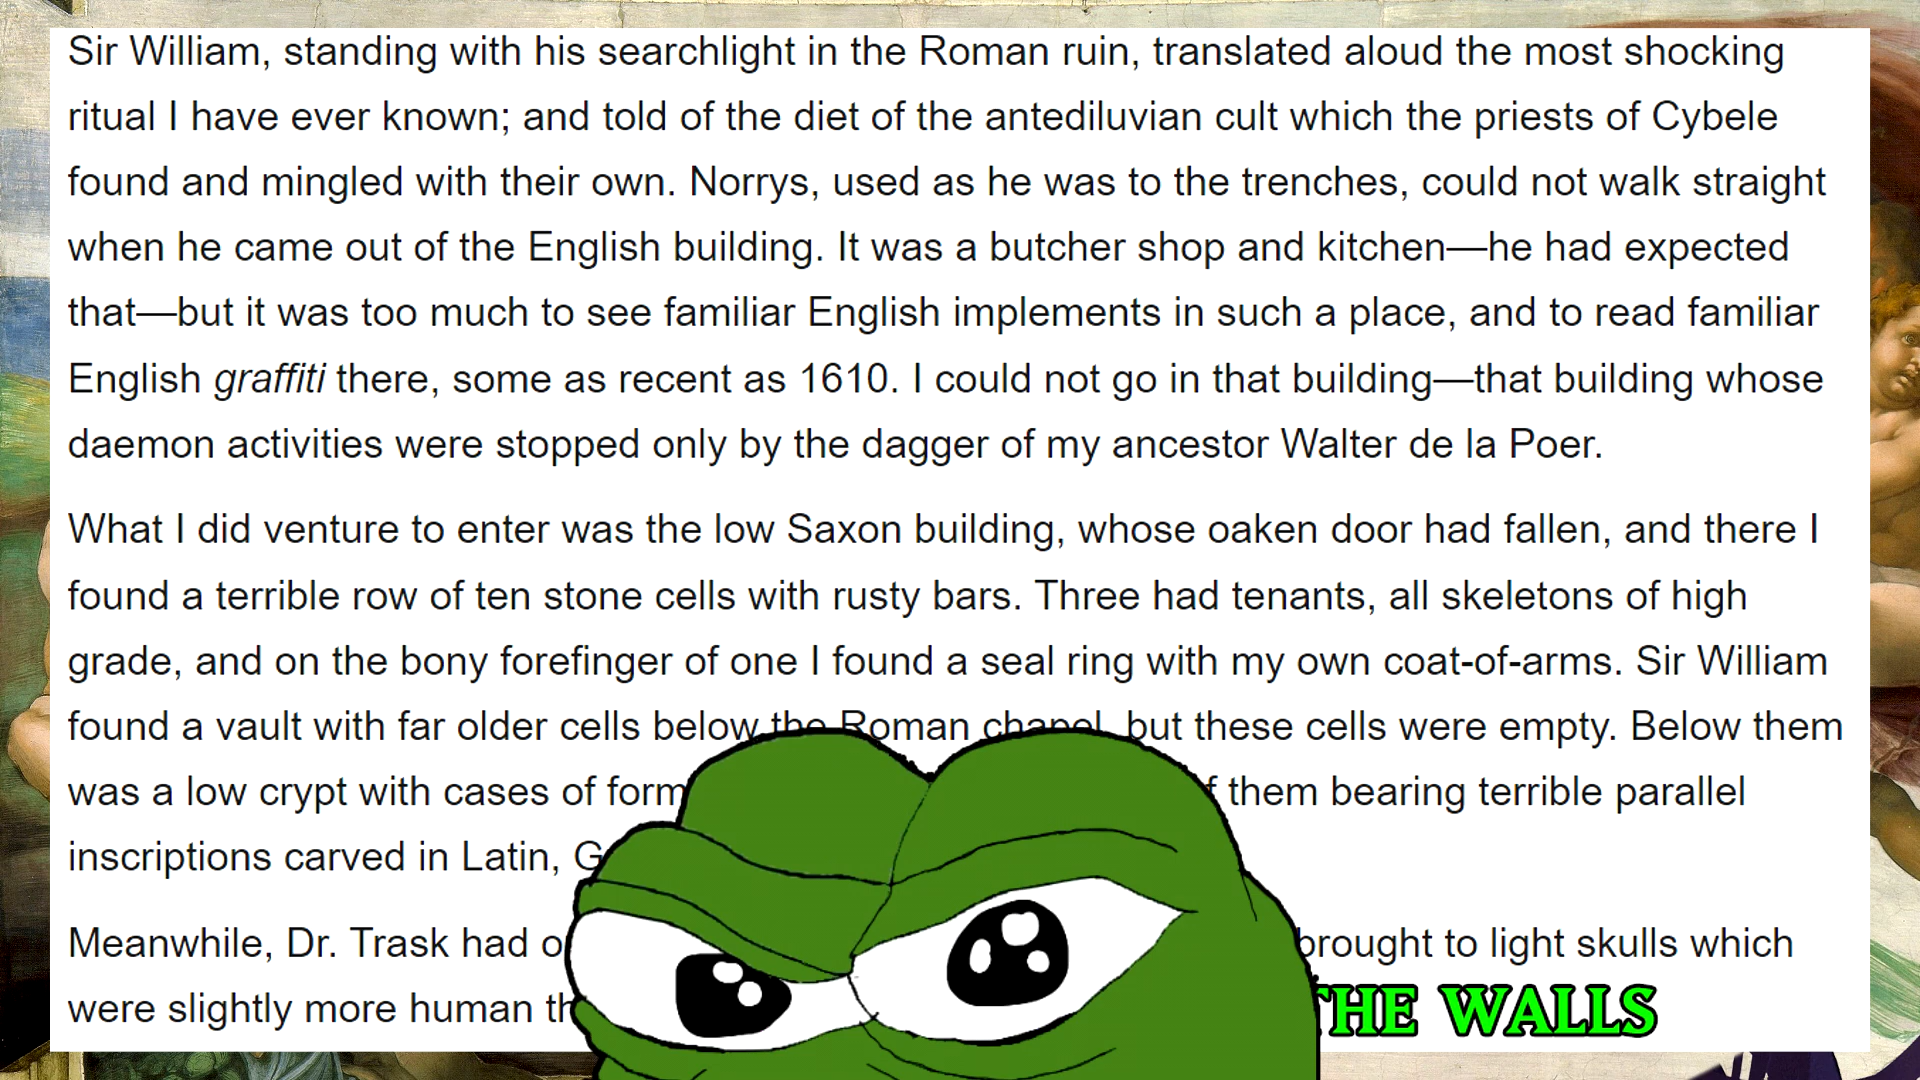 Sir William, standing with his searchlight in the Roman ruin, translated aloud the most shocking
ritual I have ever known; and told of the diet of the antediluvian cult which the priests of Cybele
found and mingled with their own. Norrys, used as he was to the trenches, could not walk straight
when he came out of the English building. It was a butcher shop and kitchen—he had expected
that—but it was too much to see familiar English implements in such a place, and to read familiar
English graffiti there, some as recent as 1610. I could not go in that building—that building whose
daemon activities were stopped only by the dagger of my ancestor Walter de la Poer.
What I did venture to enter was the low Saxon building, whose oaken door had fallen, and there I
found a terrible row of ten stone cells with rusty bars. Three had tenants, all skeletons of high
grade, and on the bony forefinger of one I found a seal ring with my own coat-of-arms. Sir William
found a vault with far older cells below the Roman chapel, but these cells were empty. Below them
was a low crypt with cases of them bearing terrible parallel
inscriptions carved in Latin,
Meanwhile, Dr. Trask had brought to light skulls which
were slightly more human
THE WALLS